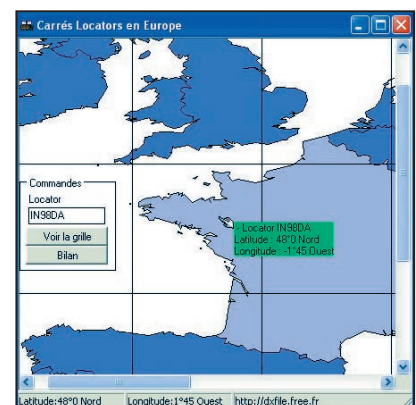 Carrés Locators en Europe
Commandes
Locator
IN98DA
Voir la grille
Bilan
- Locator IN98DA
Latitude : 48°0 Nord
Longitude : -1°45 Ouest
Latitude:48°0 Nord
Longitude:1°45 Ouest
http://dxfile.free.fr